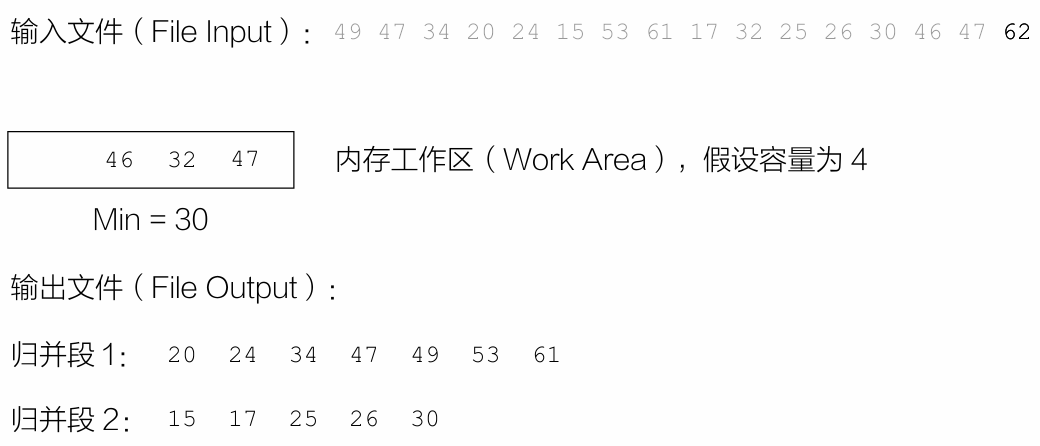 输入文件（File Input）： 49 47 34 20 24 15 53 61 17 32 25 26 30 46 47 62
46 32 47 内存工作区（Work Area），假设容量为 4
Min = 30
输出文件（File Output）：
归并段 1： 20 24 34 47 49 53 61
归并段 2： 15 17 25 26 30